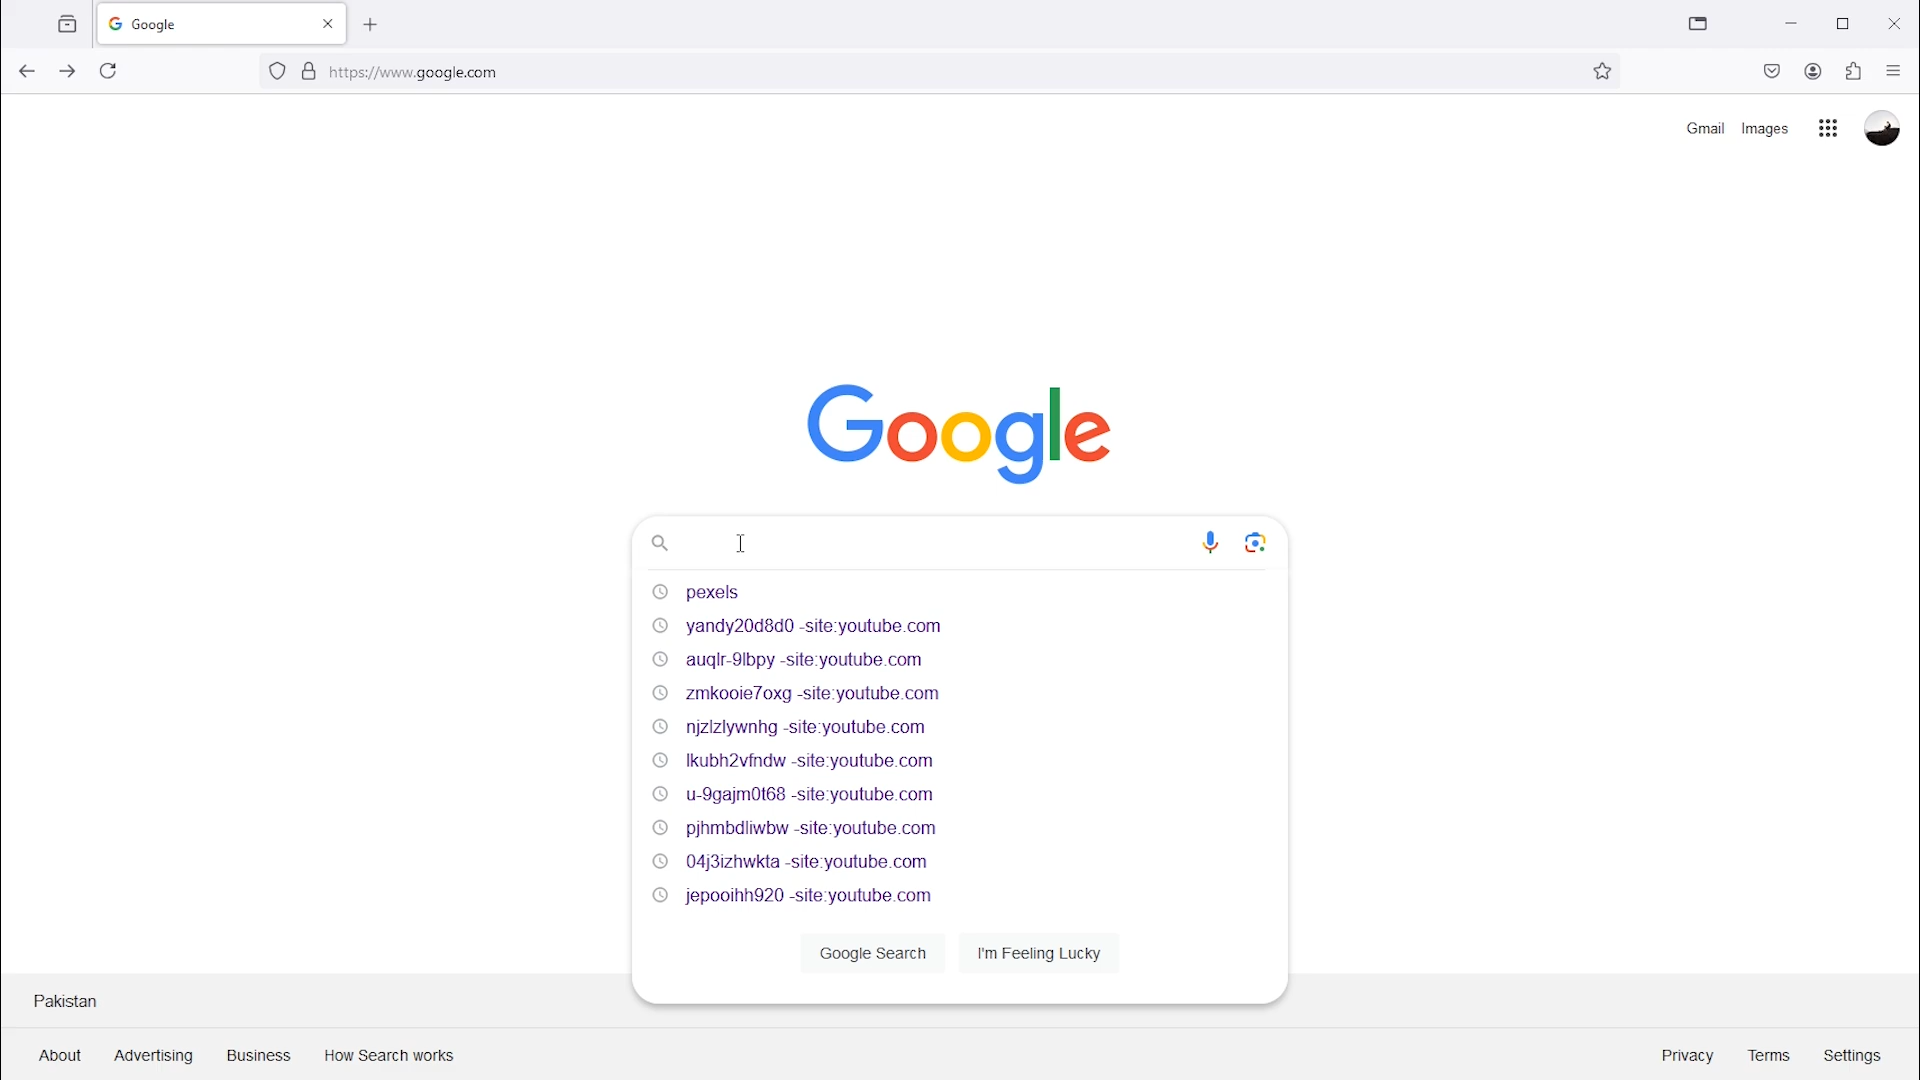 Google
https://www.google.com
Gmail Images
Google
pexels
yandy20d8d0 -site:youtube.com
auqlr-9lbpy -site:youtube.com
zmkooie7oxg -site:youtube.com
njzlzlywnhg -site:youtube.com
lkubh2vfndw -site:youtube.com
u-9gajm0t68 -site:youtube.com
pjhmbdliwbw -site:youtube.com
04j3izhwkta -site:youtube.com
jepooihh920 -site:youtube.com
Google Search I'm Feeling Lucky
Pakistan
About Advertising Business How Search works Privacy Terms Settings